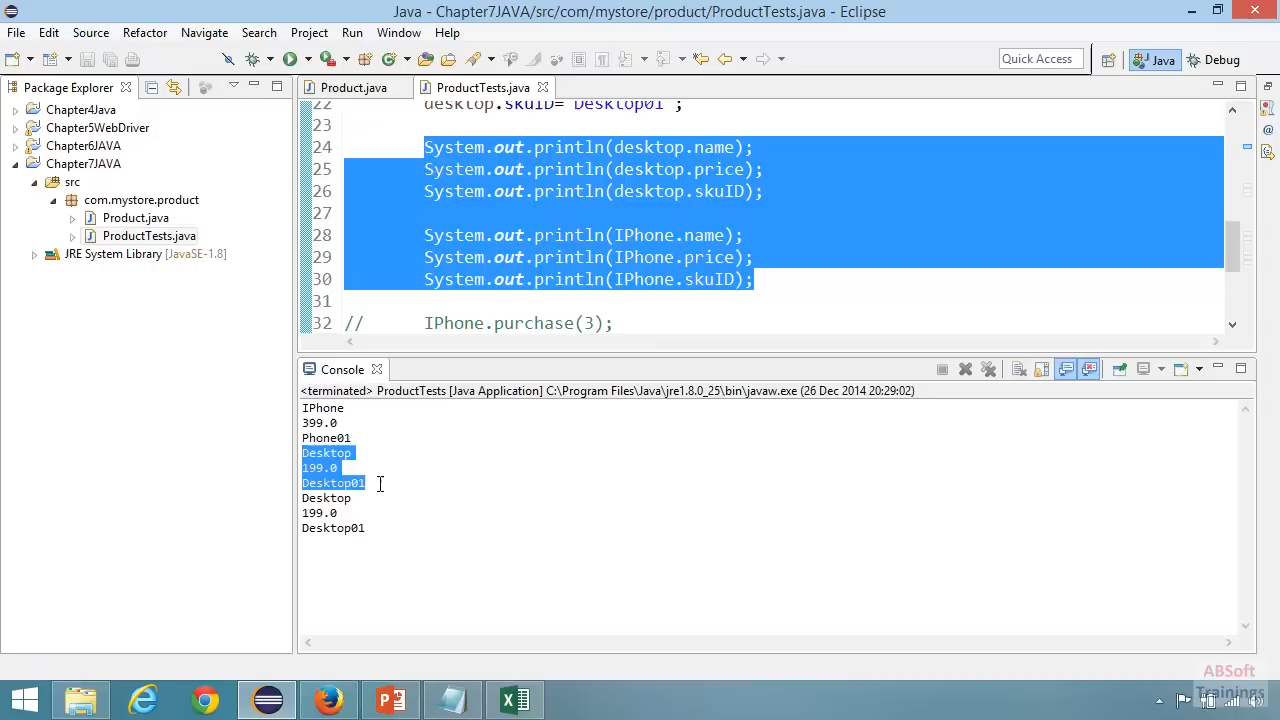 Java - Chapter7JAVA/src/com/mystore/product/ProductTests.java - Eclipse
File Edit Source Refactor Navigate Search Project Run Window Help
Quick Access Java Debug
Package Explorer
Chapter4Java
Chapter5WebDriver
Chapter6JAVA
Chapter7JAVA
src
com.mystore.product
Product.java
ProductTests.java
JRE System Library [JavaSE-1.8]
Product.java ProductTests.java
22 desktop.skuID="Desktop01";
23
24 System.out.println(desktop.name);
25 System.out.println(desktop.price);
26 System.out.println(desktop.skuID);
27
28 System.out.println(IPhone.name);
29 System.out.println(IPhone.price);
30 System.out.println(IPhone.skuID);
31
32 // IPhone.purchase(3);
Console
<terminated> ProductTests [Java Application] C:\Program Files\Java\jre1.8.0_25\bin\javaw.exe (26 Dec 2014 20:29:02)
IPhone
399.0
Phone01
Desktop
199.0
Desktop01
Desktop
199.0
Desktop01
ABSoft
Trainings